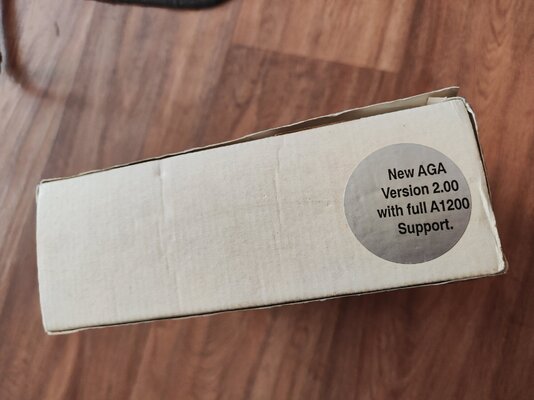 New AGA
Version 2.00
with full A1200
Support.